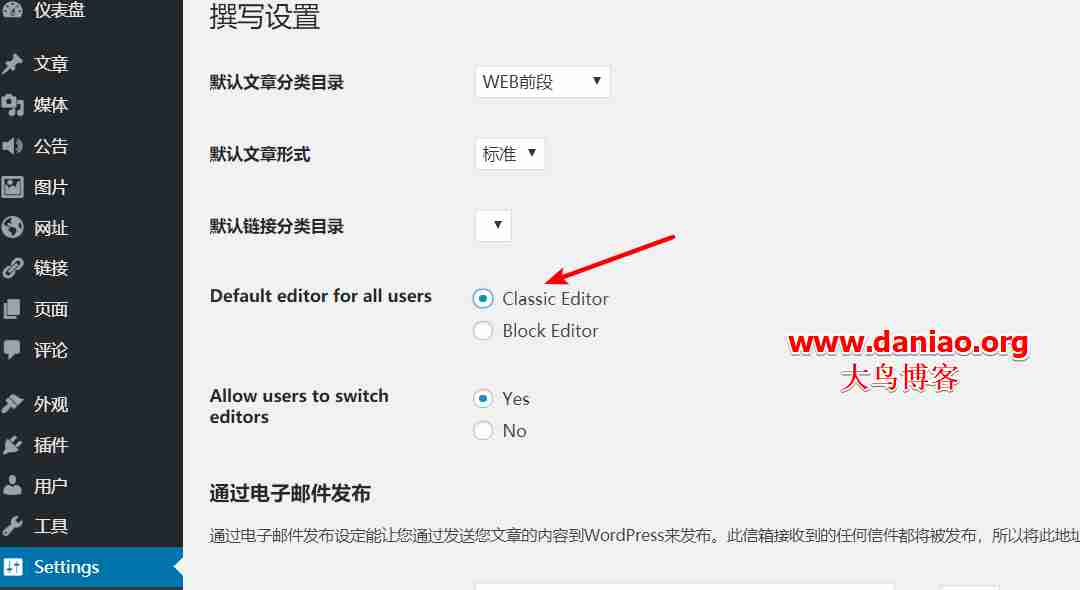 仪表盘
文章
媒体
公告
图片
网址
链接
页面
评论
外观
插件
用户
工具
Settings
撰写设置
默认文章分类目录
WEB前段
默认文章形式
标准
默认链接分类目录
Default editor for all users
Classic Editor
Block Editor
www.daniao.org
大鸟博客
Allow users to switch
editors
Yes
No
通过电子邮件发布
通过电子邮件发布设定能让您通过发送您文章的内容到WordPress来发布。此信箱接收到的任何信件都将被发布，所以将此地址